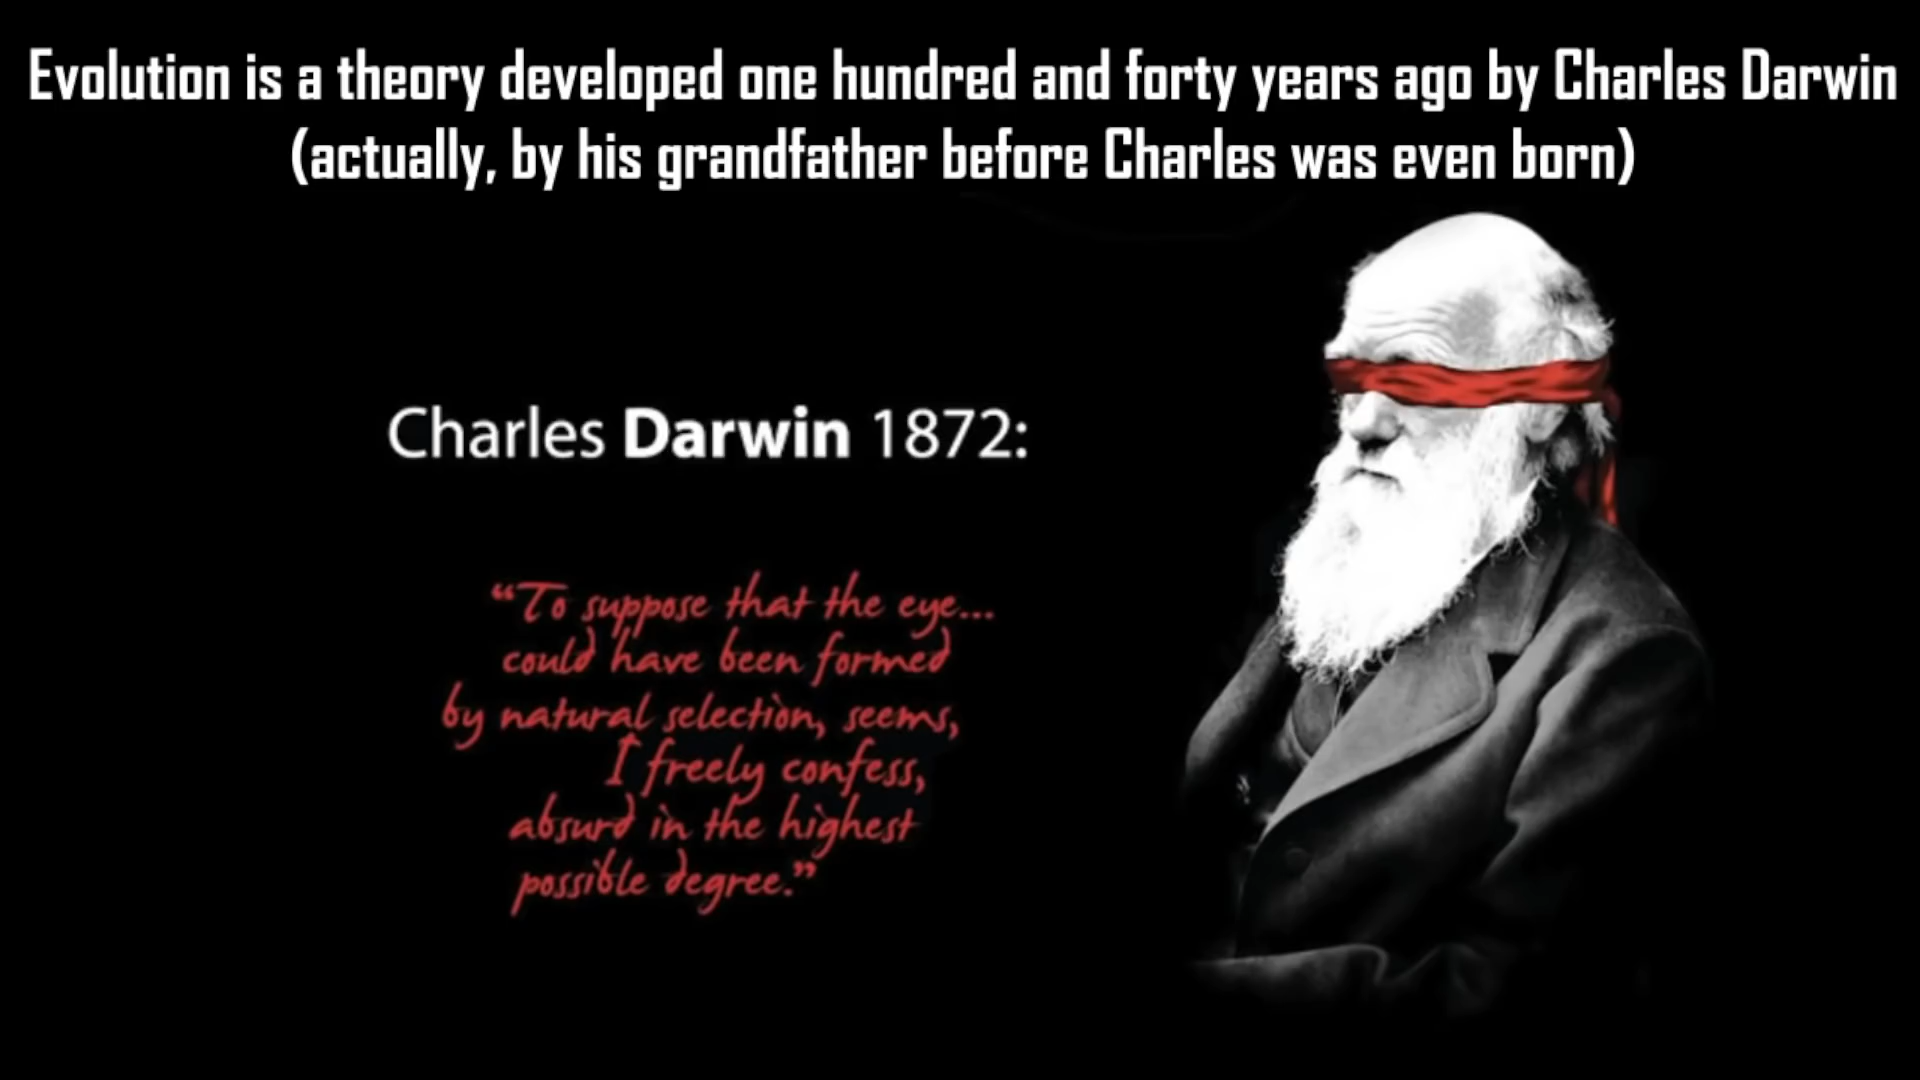 Evolution is a theory developed one hundred and forty years ago by Charles Darwin
(actually, by his grandfather before Charles was even born)
Charles Darwin 1872:
“To suppose that the eye...
could have been formed
by natural selection, seems,
I freely confess,
absurd in the highest
possible degree.”